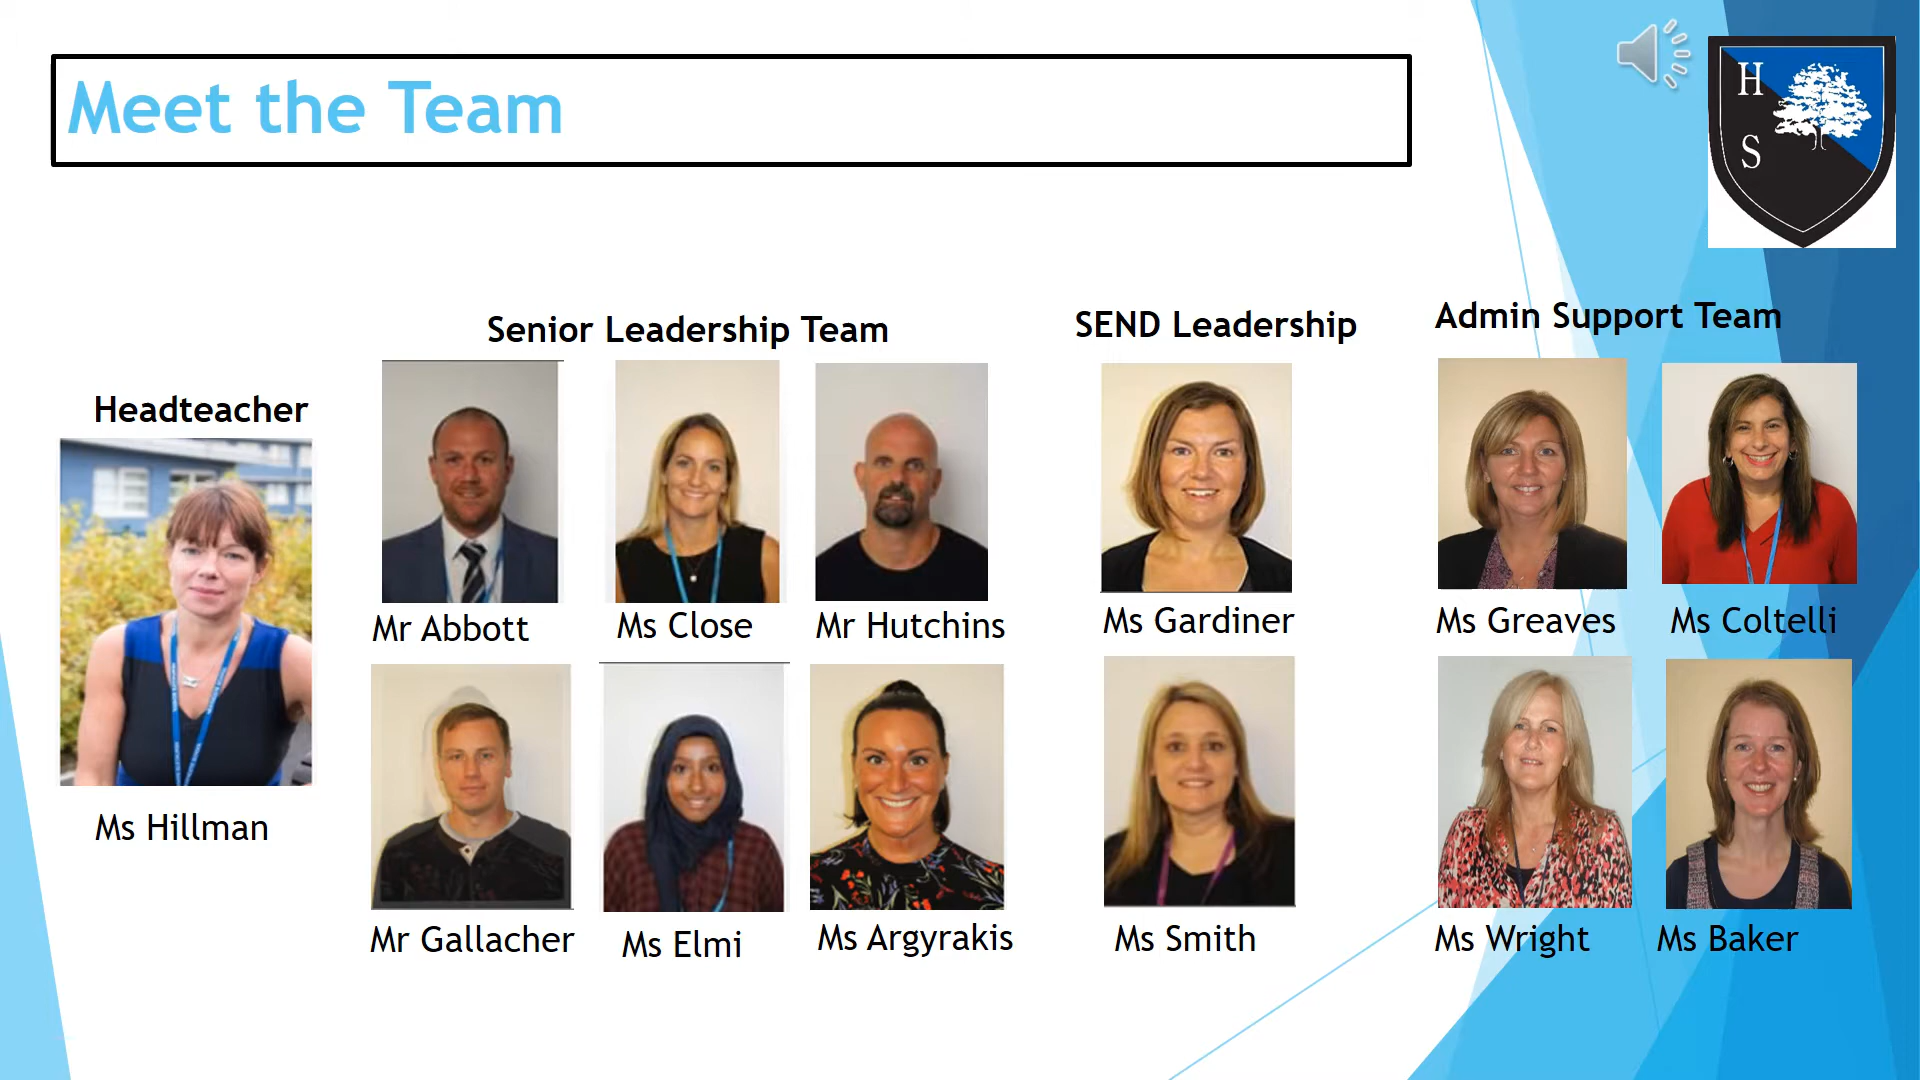 Meet the Team
H
S
Senior Leadership Team
SEND Leadership
Admin Support Team
Headteacher
Mr Abbott
Ms Close
Mr Hutchins
Ms Gardiner
Ms Greaves
Ms Coltelli
Ms Hillman
Mr Gallacher
Ms Elmi
Ms Argyrakis
Ms Smith
Ms Wright
Ms Baker